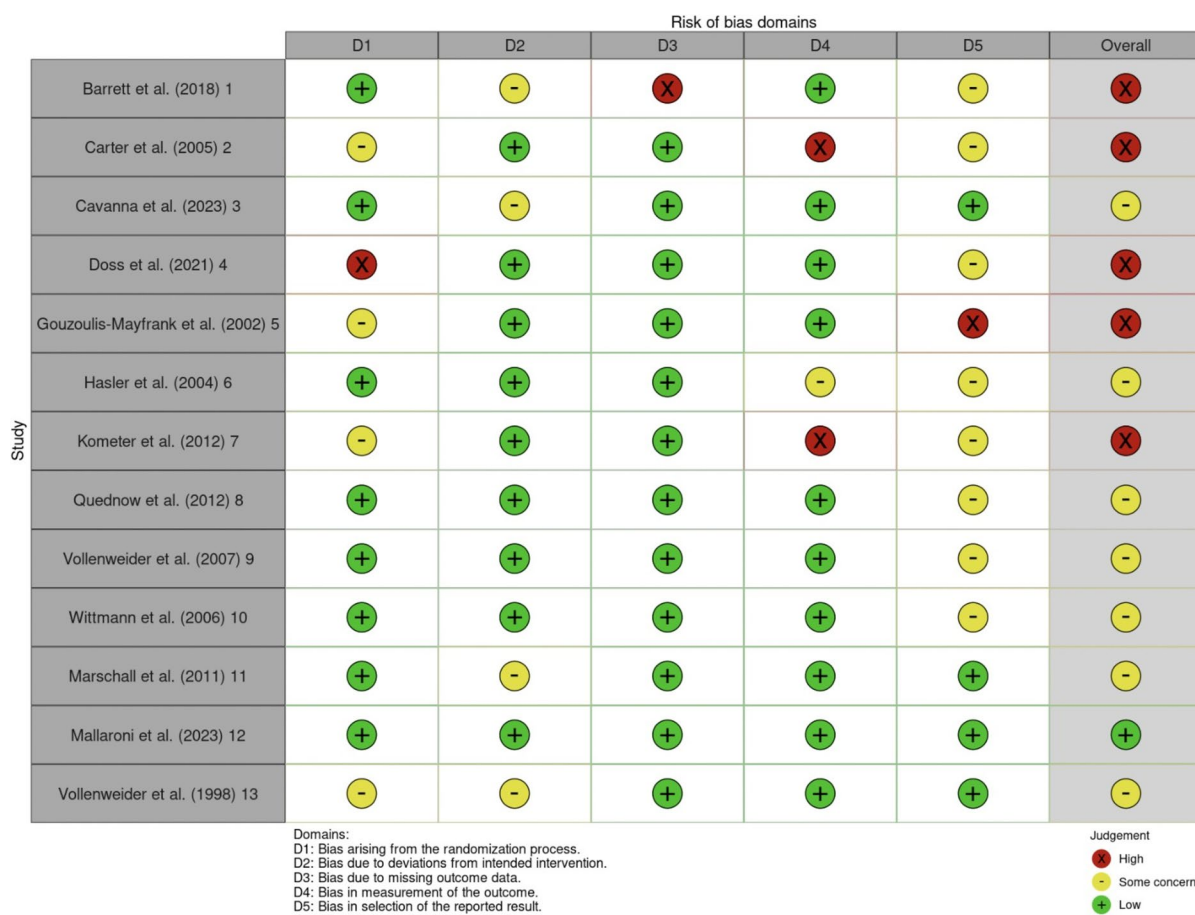 Risk of bias domains
D1 D2 D3 D4 D5 Overall
Barrett et al. (2018) 1 + - X + - X
Carter et al. (2005) 2 - + + X - X
Cavanna et al. (2023) 3 + - + + + -
Doss et al. (2021) 4 X + + + - X
Gouzoulis-Mayfrank et al. (2002) 5 - + + + X X
Hasler et al. (2004) 6 + + + - - -
Kometer et al. (2012) 7 - + + X - X
Quednow et al. (2012) 8 + + + + - -
Vollenweider et al. (2007) 9 + + + + - -
Wittmann et al. (2006) 10 + + + + - -
Marschall et al. (2011) 11 + - + + + -
Mallaroni et al. (2023) 12 + + + + + +
Vollenweider et al. (1998) 13 - - + + + -
Study
Domains:
D1: Bias arising from the randomization process.
D2: Bias due to deviations from intended intervention.
D3: Bias due to missing outcome data.
D4: Bias in measurement of the outcome.
D5: Bias in selection of the reported result.
Judgement
X High
- Some concern
+ Low